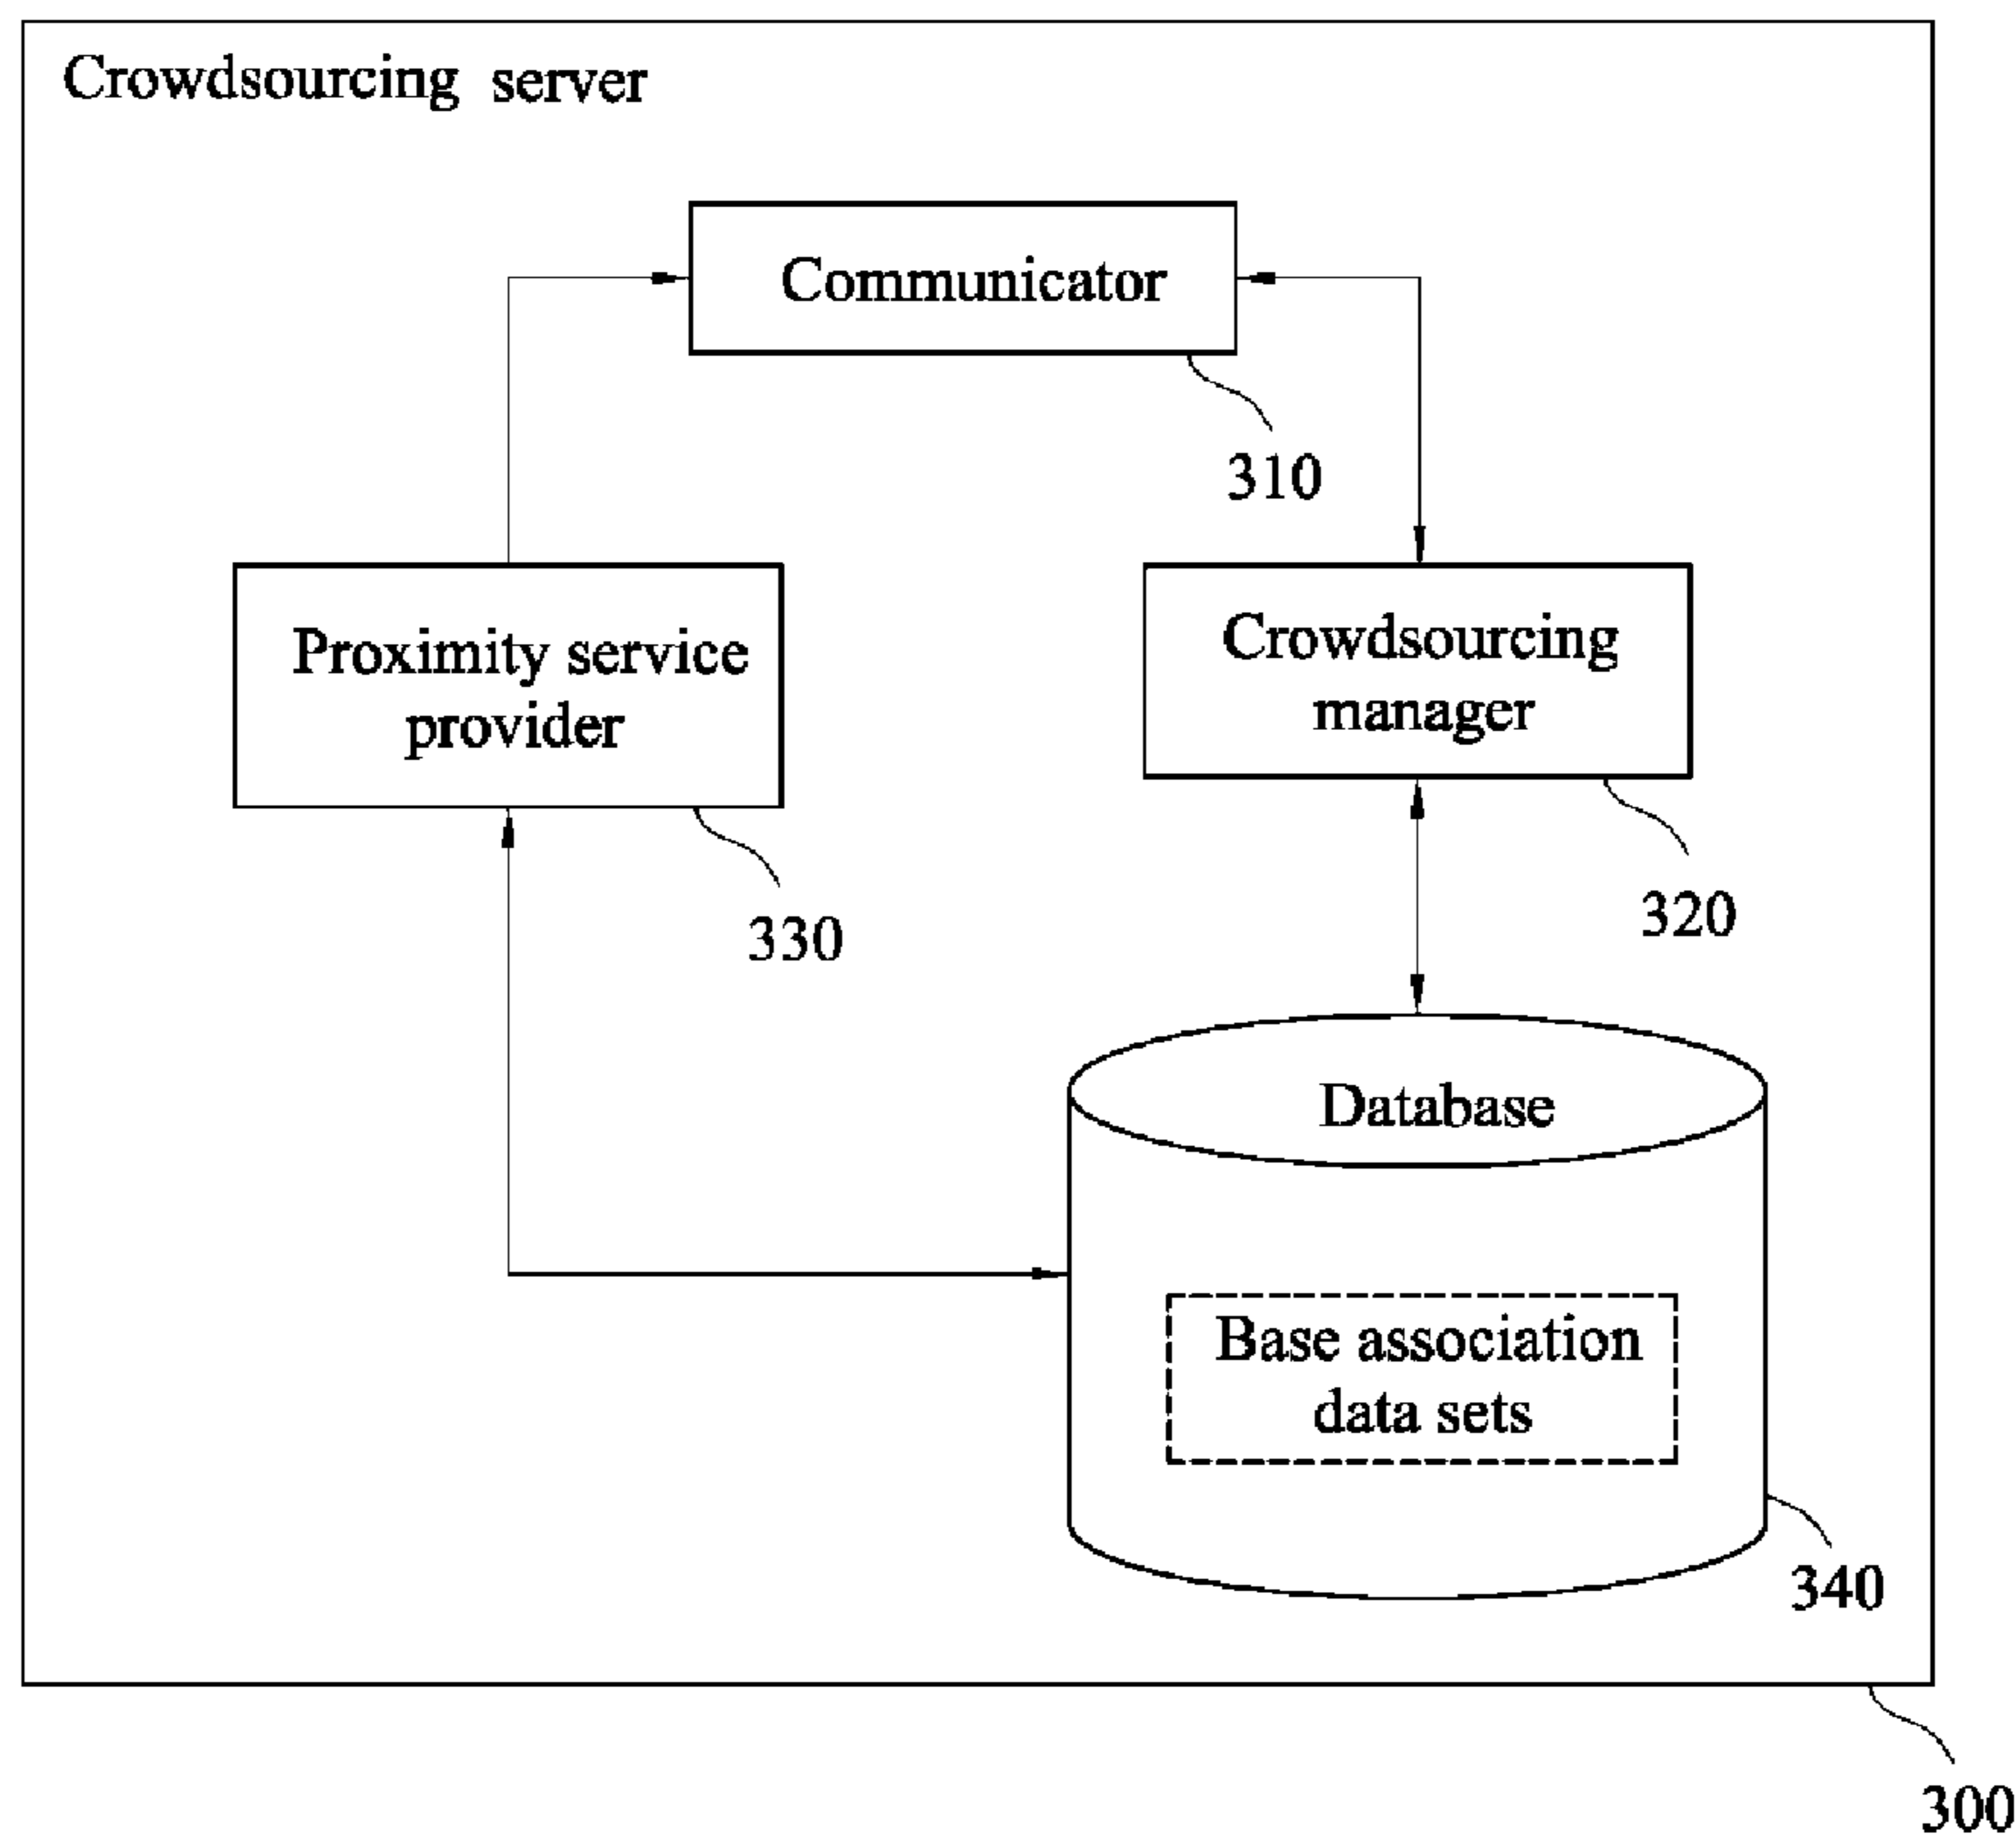 Crowdsourcing server
Communicator
310
Proximity service
provider
330
Crowdsourcing
manager
320
Database
Base association
data sets
340
300